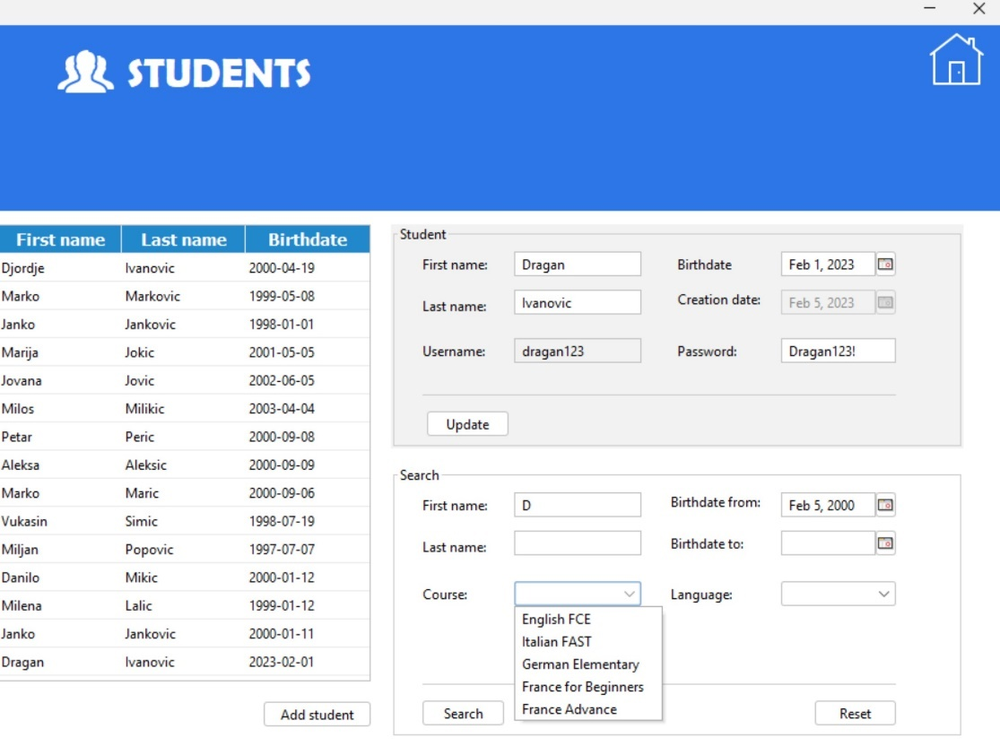 STUDENTS
First name Last name Birthdate
Djordje Ivanovic 2000-04-19
Marko Markovic 1999-05-08
Janko Jankovic 1998-01-01
Marija Jokic 2001-05-05
Jovana Jovic 2002-06-05
Milos Milikic 2003-04-04
Petar Peric 2000-09-08
Aleksa Aleksic 2000-09-09
Marko Maric 2000-09-06
Vukasin Simic 1998-07-19
Miljan Popovic 1997-07-07
Danilo Mikic 2000-01-12
Milena Lalic 1999-01-12
Janko Jankovic 2000-01-11
Dragan Ivanovic 2023-02-01
Add student
Student
First name: Dragan Birthdate Feb 1, 2023
Last name: Ivanovic Creation date: Feb 5, 2023
Username: dragan123 Password: Dragan123!
Update
Search
First name: D Birthdate from: Feb 5, 2000
Last name: Birthdate to:
Course: Language:
English FCE
Italian FAST
German Elementary
France for Beginners
France Advance
Search Reset